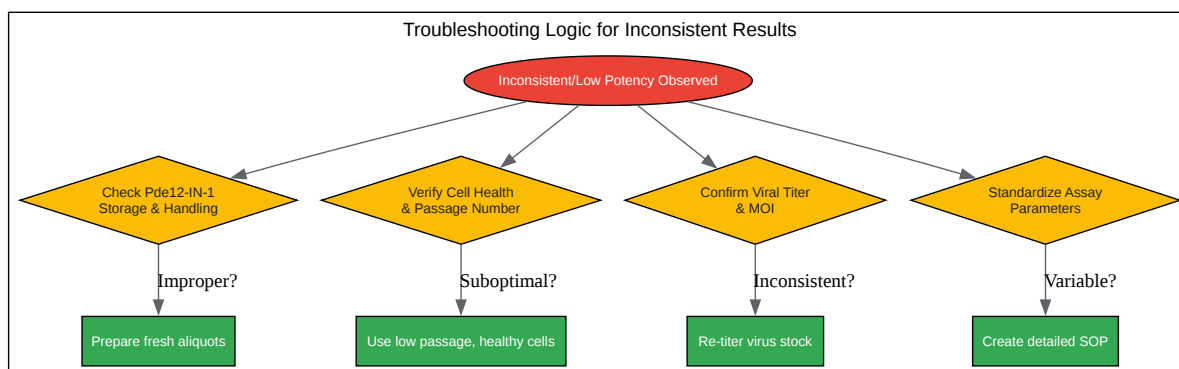 Troubleshooting Logic for Inconsistent Results
Inconsistent/Low Potency Observed
Check Pde12-IN-1
Storage & Handling
Verify Cell Health
& Passage Number
Confirm Viral Titer
& MOI
Standardize Assay
Parameters
Improper?
Suboptimal?
Inconsistent?
Variable?
Prepare fresh aliquots
Use low passage, healthy cells
Re-titer virus stock
Create detailed SOP